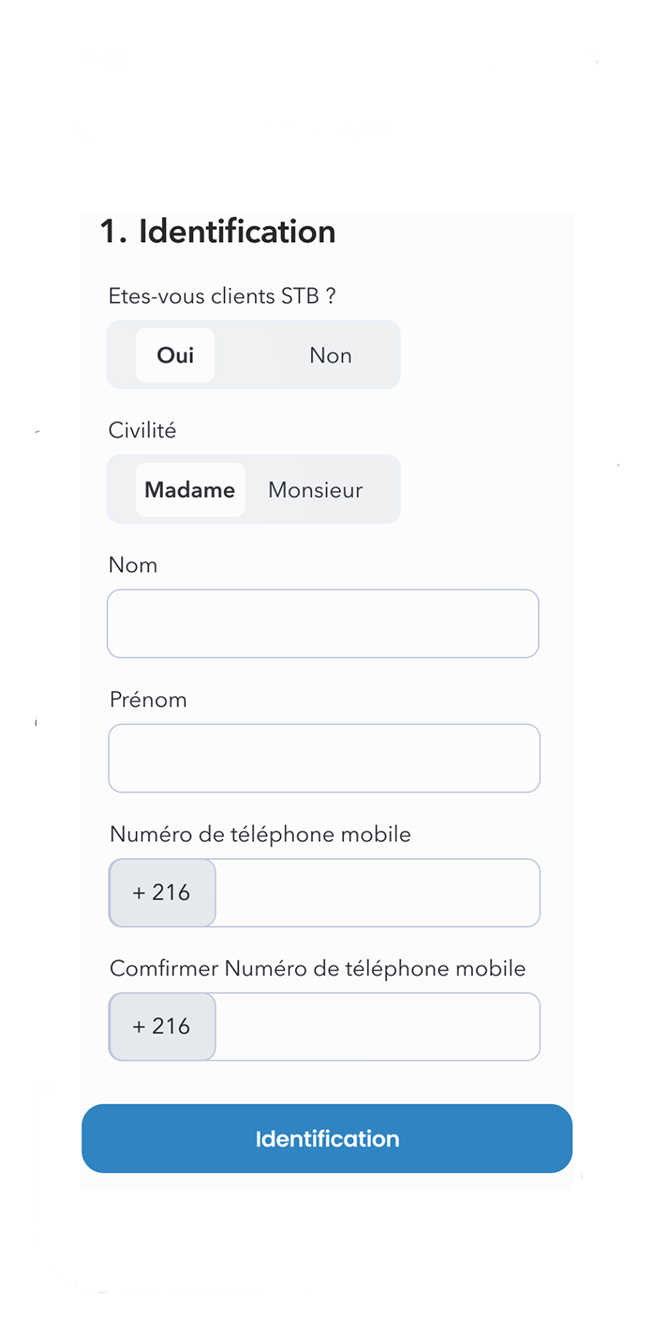 1. Identification
Etes-vous clients STB ?
Oui Non
Civilité
Madame Monsieur
Nom
Prénom
Numéro de téléphone mobile
+ 216
Comfirmer Numéro de téléphone mobile
+ 216
Identification